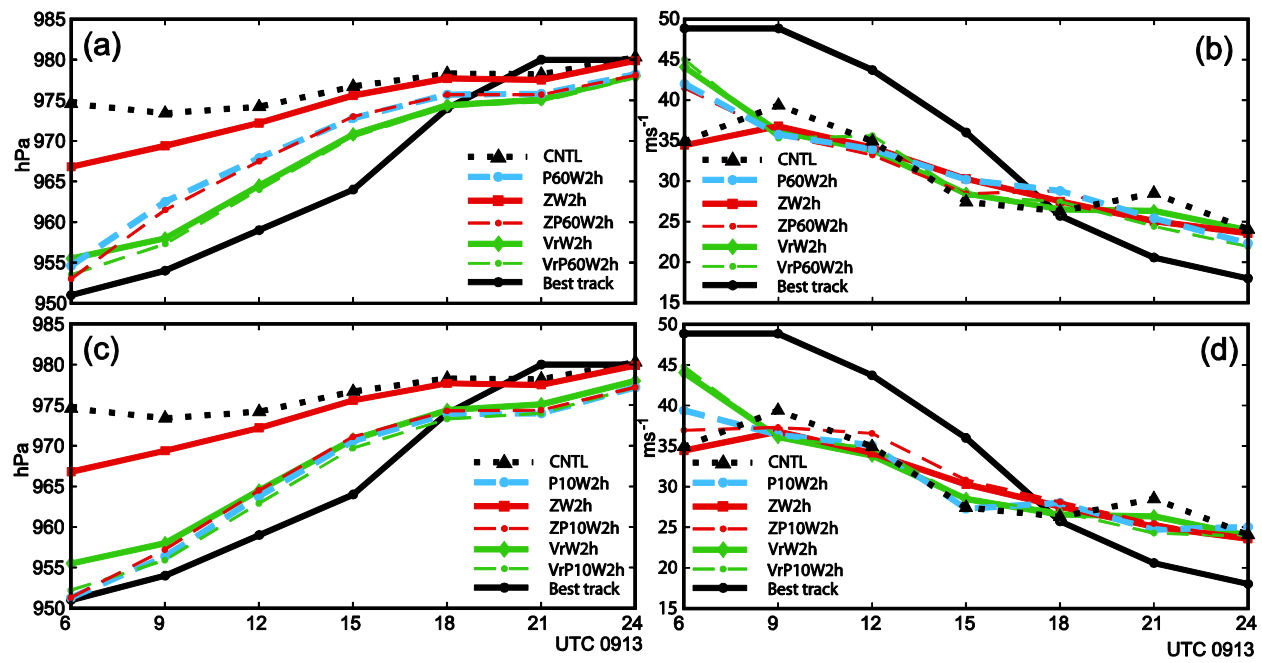 (a)
985
980
975
970
965
960
955
950
hPa
CNTL
P60W2h
ZW2h
ZP60W2h
VrW2h
VrP60W2h
Best track
(b)
50
45
40
35
30
25
20
15
ms-1
CNTL
P60W2h
ZW2h
ZP60W2h
VrW2h
VrP60W2h
Best track
(c)
985
980
975
970
965
960
955
950
hPa
CNTL
P10W2h
ZW2h
ZP10W2h
VrW2h
VrP10W2h
Best track
6 9 12 15 18 21 24
UTC 0913
(d)
50
45
40
35
30
25
20
15
ms-1
CNTL
P10W2h
ZW2h
ZP10W2h
VrW2h
VrP10W2h
Best track
6 9 12 15 18 21 24
UTC 0913